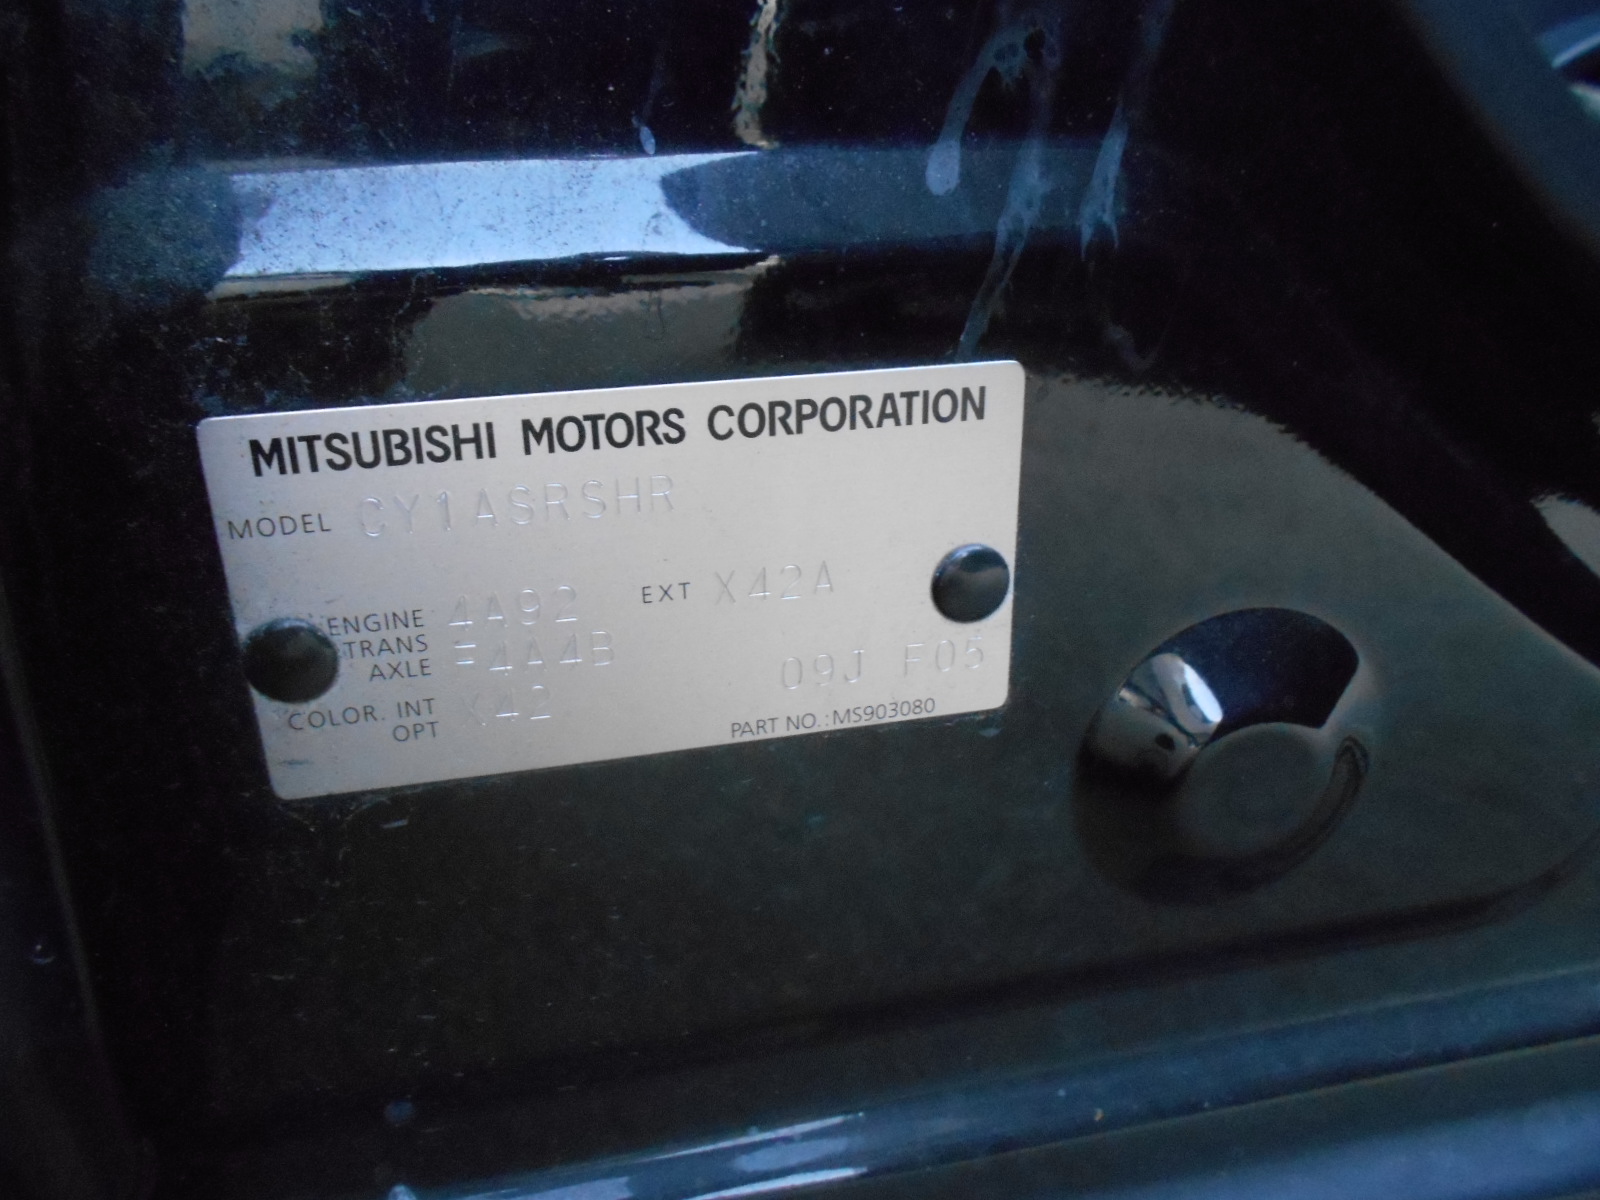 MITSUBISHI MOTORS CORPORATION
MODEL CY1ASRSHR
ENGINE 4A92 EXT X42A
TRANS
AXLE F4A4B 09J F05
COLOR. INT X42
OPT
PART NO.:MS903080